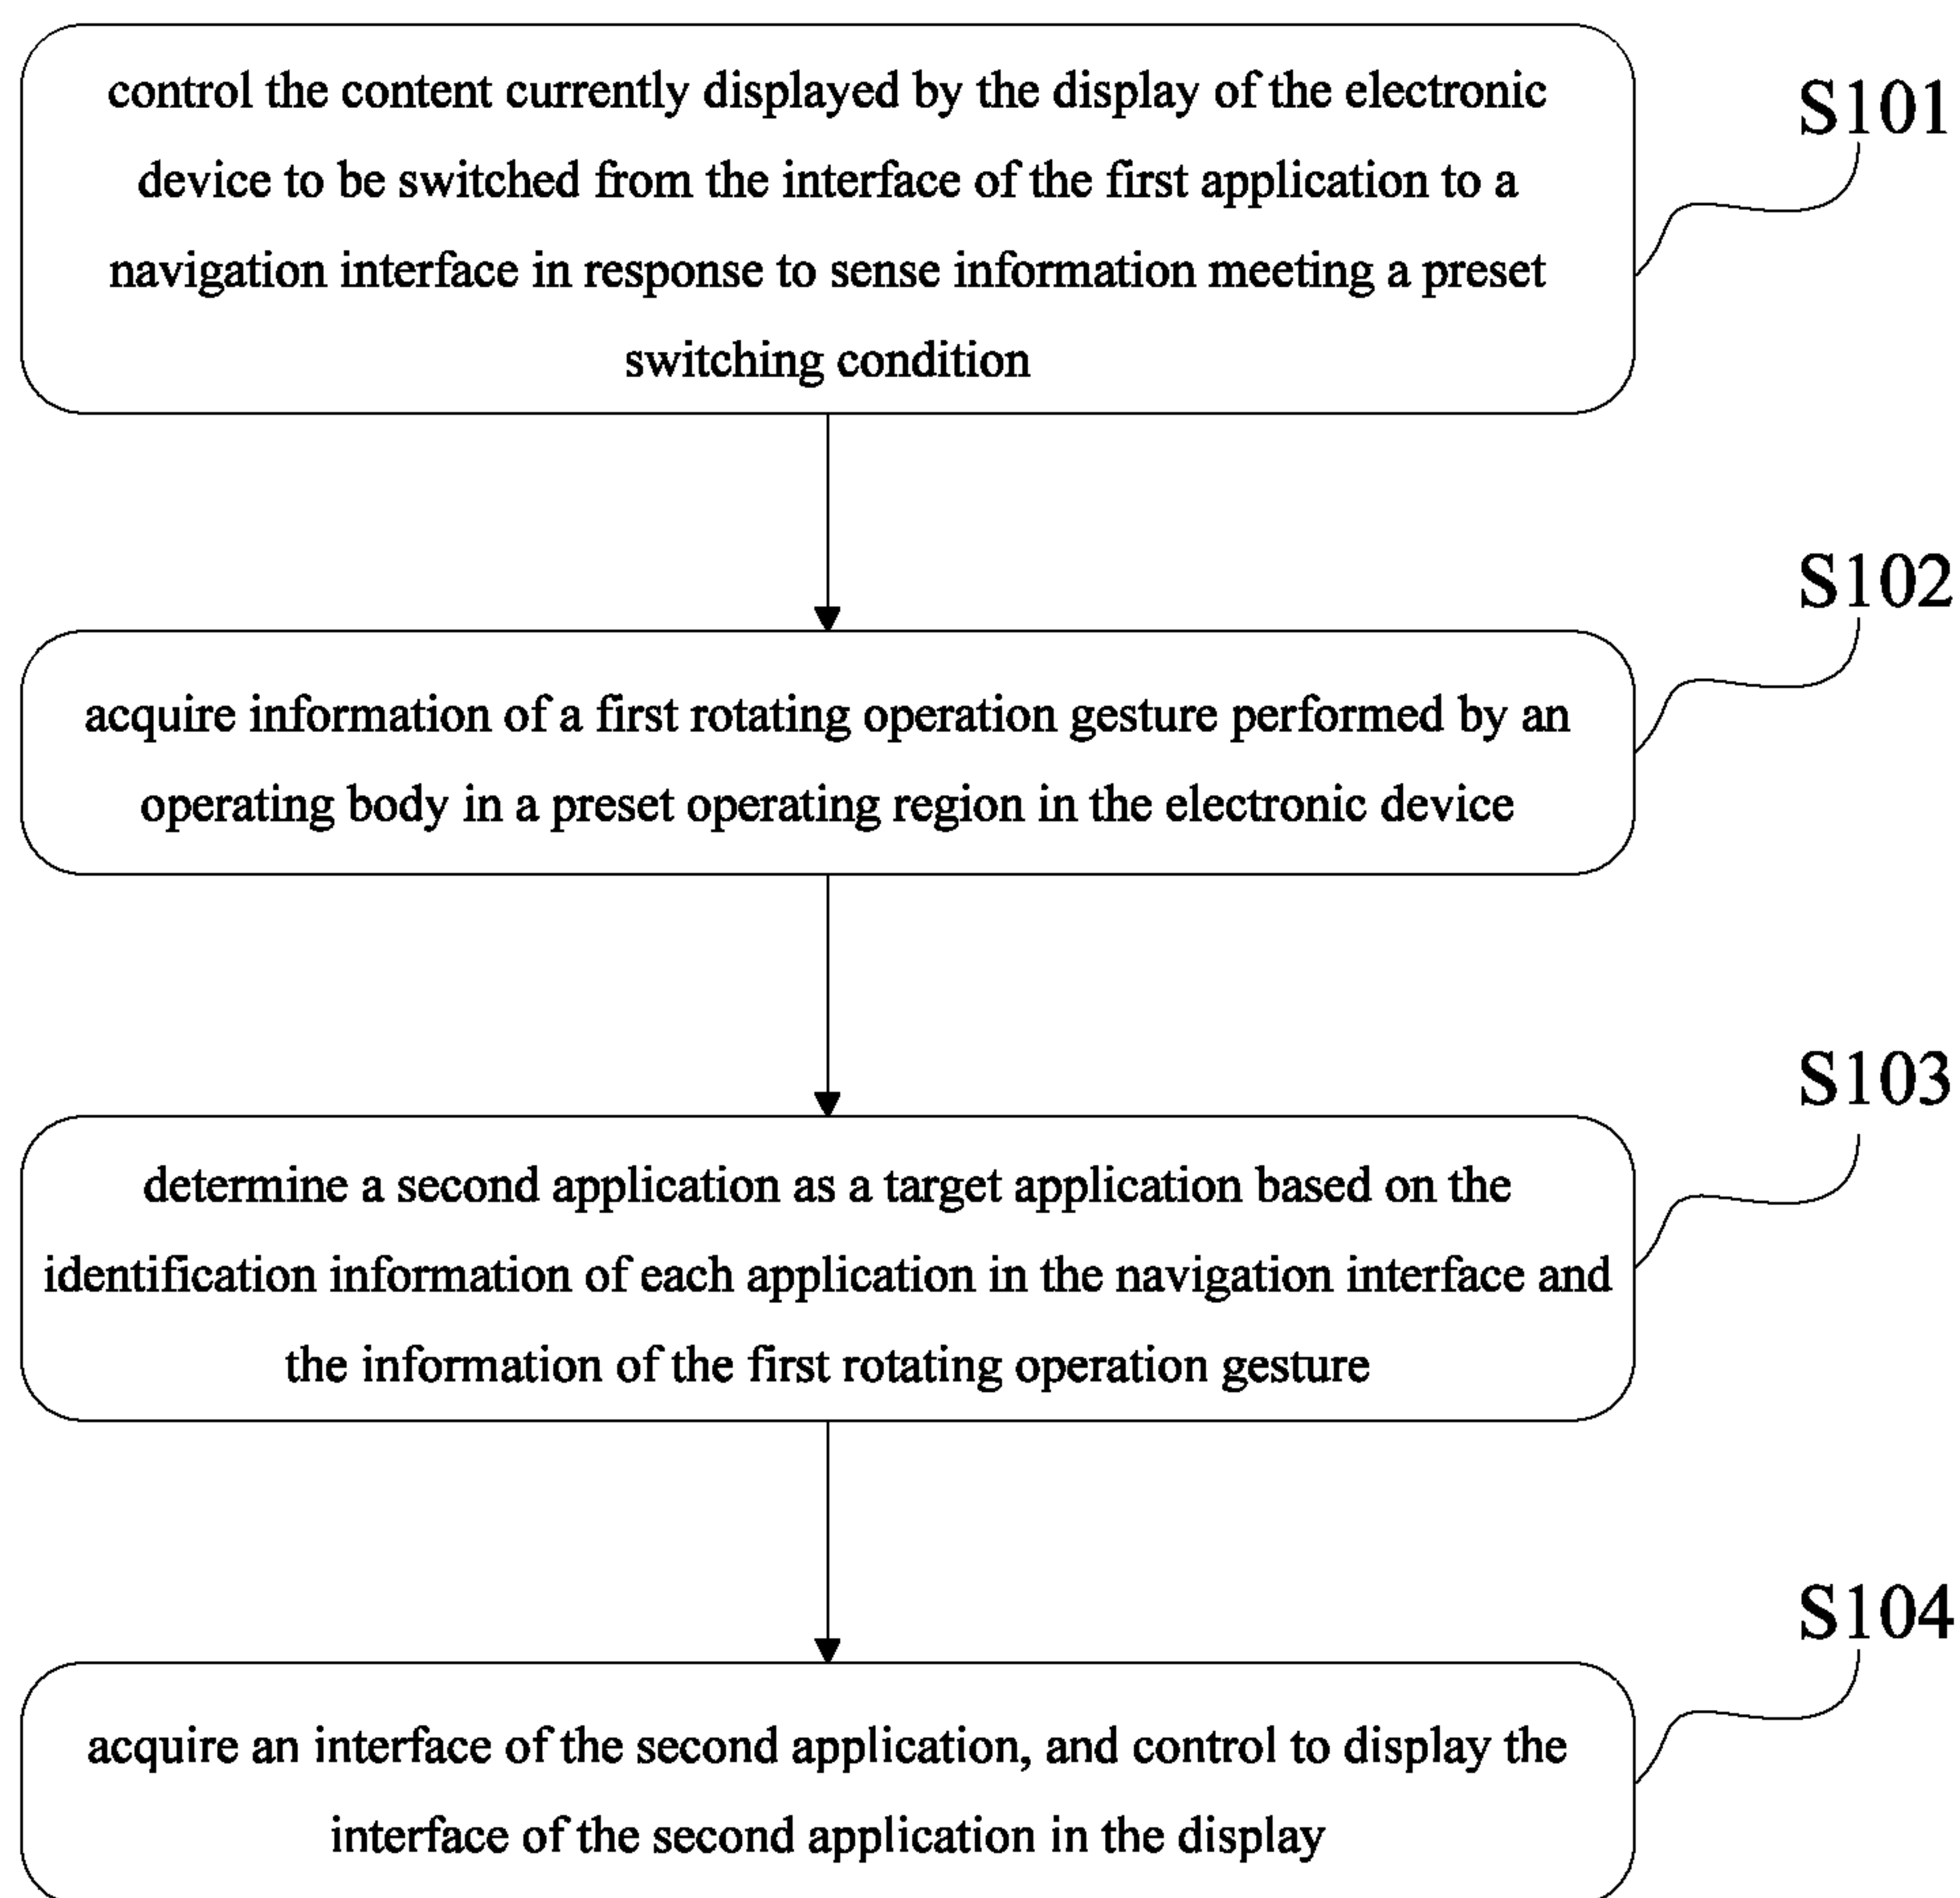 control the content currently displayed by the display of the electronic
device to be switched from the interface of the first application to a
navigation interface in response to sense information meeting a preset
switching condition
S101
acquire information of a first rotating operation gesture performed by an
operating body in a preset operating region in the electronic device
S102
determine a second application as a target application based on the
identification information of each application in the navigation interface and
the information of the first rotating operation gesture
S103
acquire an interface of the second application, and control to display the
interface of the second application in the display
S104